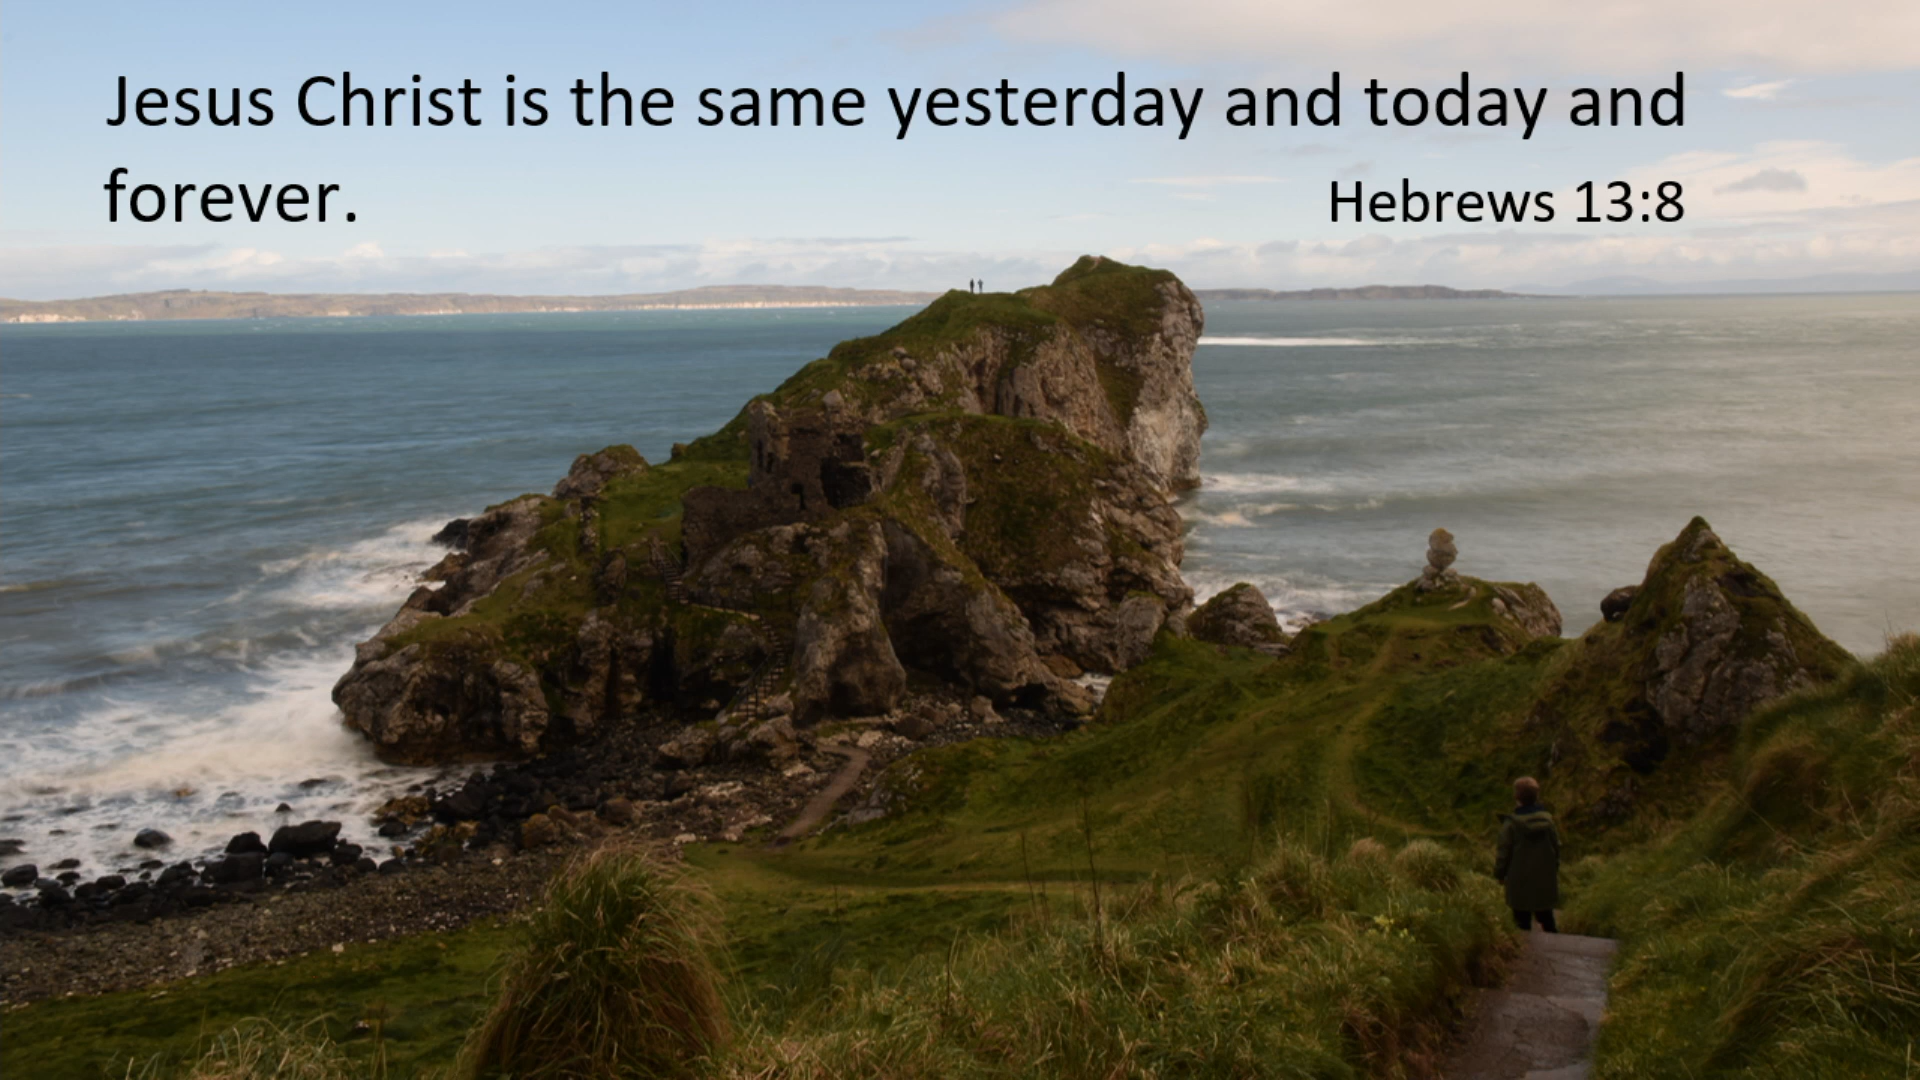 Jesus Christ is the same yesterday and today and
forever.
Hebrews 13:8